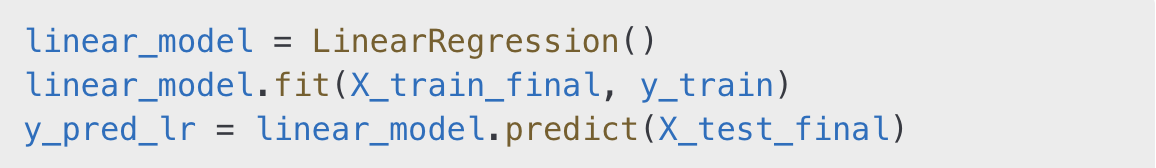 linear_model = LinearRegression()
linear_model.fit(X_train_final, y_train)
y_pred_lr = linear_model.predict(X_test_final)